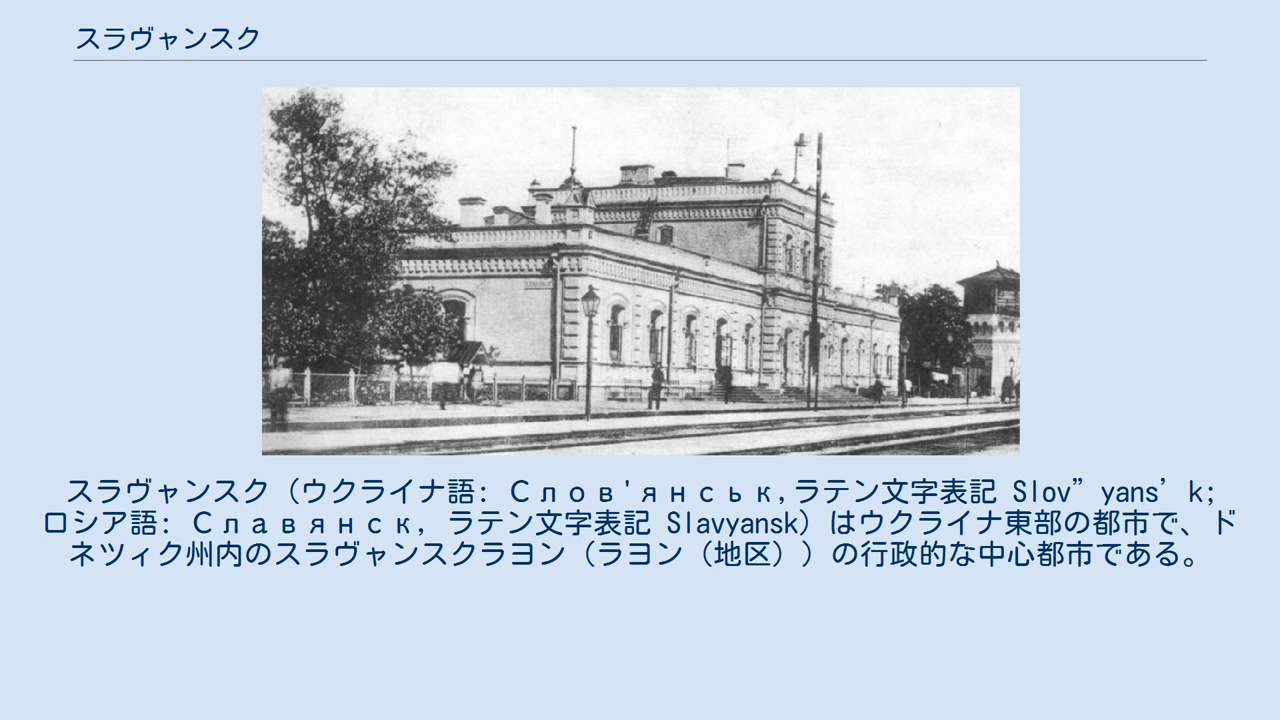 スラヴャンスク
スラヴャンスク（ウクライナ語: Слов'янськ,ラテン文字表記 Slov”yans’k;
ロシア語: Славянск, ラテン文字表記 Slavyansk）はウクライナ東部の都市で、ド
ネツィク州内のスラヴャンスクラヨン（ラヨン（地区））の行政的な中心都市である。